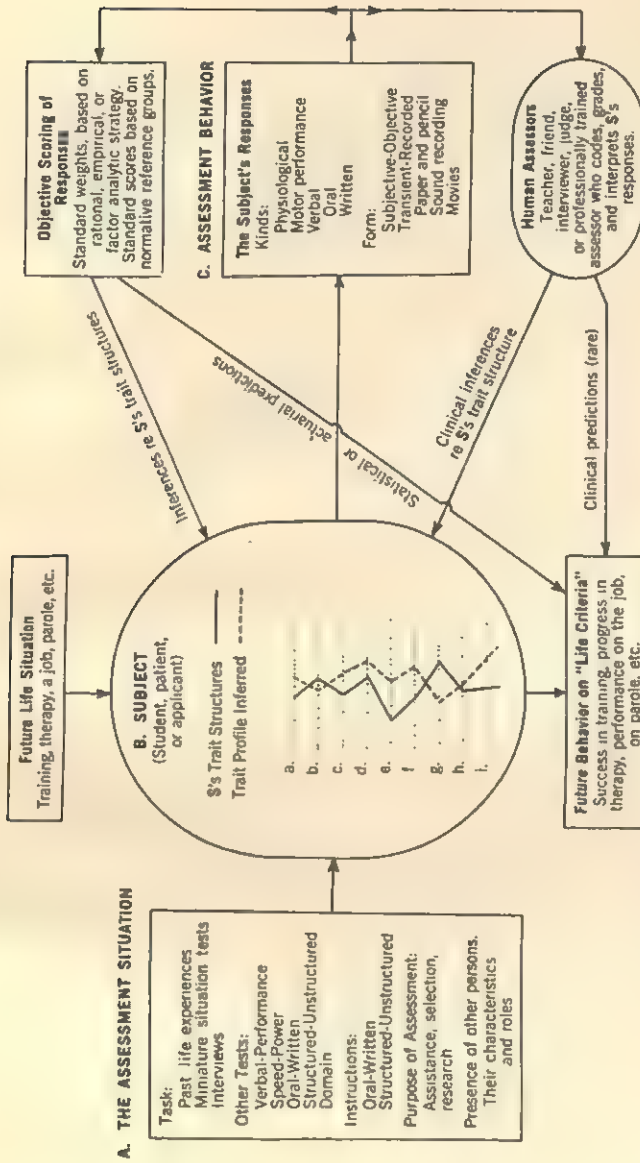 A. THE ASSESSMENT SITUATION
Task:
Past life experiences
Miniature situation tests
Interviews
Other Tests:
Verbal-Performance
Speed-Power
Oral-Written
Structured-Unstructured
Domain
Instructions:
Oral-Written
Structured-Unstructured
Purpose of Assessment:
Assistance, selection,
research
Presence of other persons.
Their characteristics
and roles
Future Life Situation
Training, therapy, a job, parole, etc.
B. SUBJECT
(Student, patient,
or applicant)
S's Trait Structures
Trait Profile Inferred
a.
b.
c.
d.
e.
f
g.
h.
i.
Future Behavior on "Life Criteria"
Success in training, progress in
therapy, performance on the job,
on parole, etc.
Inferences re S's trait structures
Statistical or
"actuarial predictions
Clinical inferences
re S's trait structure
Clinical predictions (rare)
Objective Scoring of
Responses
Standard weights, based on
rational, empirical, or
factor analytic strategy.
Standard scores based on
normative reference groups.
C. ASSESSMENT BEHAVIOR
The Subject's Responses
Kinds:
Physiological
Motor performance
Verbal
Oral
Written
Form:
Subjective-Objective
Transient-Recorded
Paper and pencil
Sound recording
Movies
Human Assessors
Teacher, friend,
interviewer, judge,
or professionally trained
assessor who codes, grades,
and interprets S's
responses.